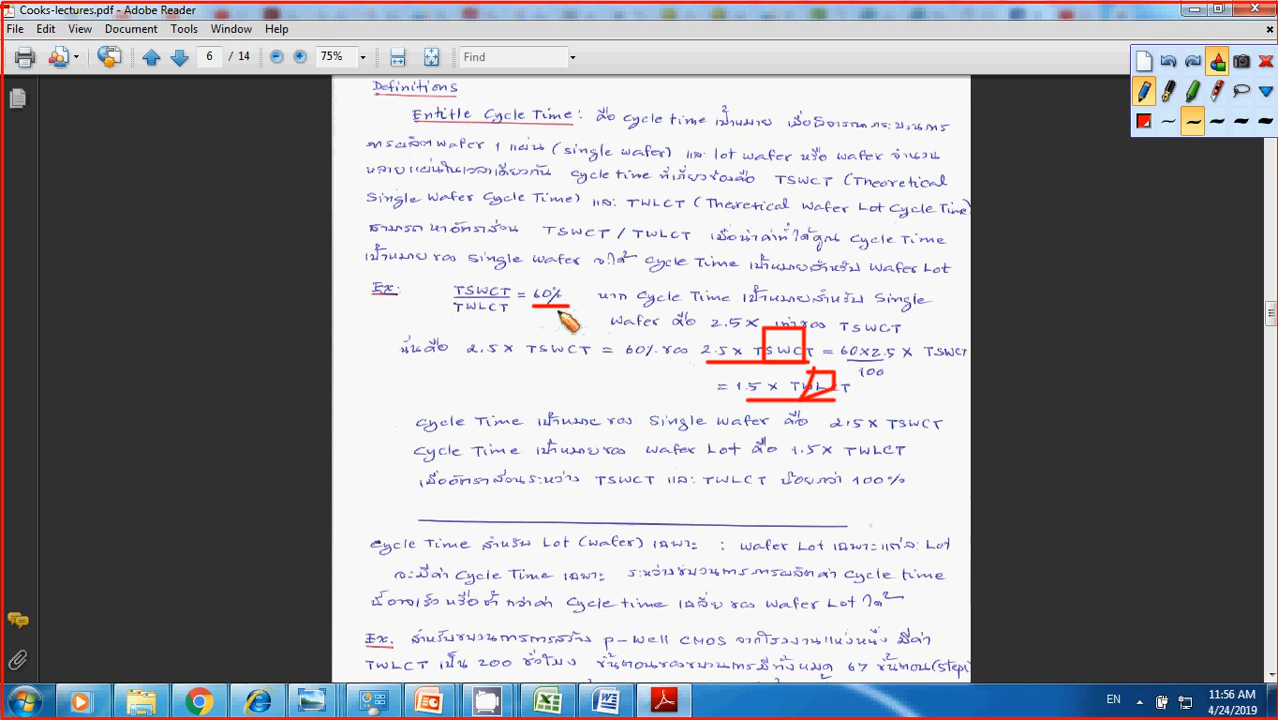 Cooks-lectures.pdf - Adobe Reader
File Edit View Document Tools Window Help
6 / 14 75% Find
Definitions
Entitle Cycle Time : คือ cycle time เป้าหมาย เมื่อพิจารณากระบวนการ
การผลิต wafer 1 แผ่น (single wafer) และ lot wafer หรือ wafer จำนวน
หลายแผ่นในเวลาเดียวกัน cycle time ที่เกี่ยวข้องคือ TSWCT (Theoretical
Single Wafer Cycle Time) และ TWLCT (Theoretical Wafer Lot Cycle Time)
สามารถหาอัตราส่วน TSWCT / TWLCT เมื่อนำค่าที่ได้คูณ Cycle Time
เป้าหมายของ Single Wafer จะได้ Cycle Time เป้าหมายสำหรับ Wafer Lot
Ex: TSWCT / TWLCT = 60% หาก Cycle Time เป้าหมายสำหรับ Single
Wafer คือ 2.5 x เท่าของ TSWCT
นั่นคือ 2.5 x TSWCT = 60% ของ 2.5 x TSWCT = 60x2.5 / 100 x TSWCT
= 1.5 x TWLCT
Cycle Time เป้าหมายของ Single Wafer คือ 2.5 x TSWCT
Cycle Time เป้าหมายของ Wafer Lot คือ 1.5 x TWLCT
เมื่ออัตราส่วนระหว่าง TSWCT และ TWLCT น้อยกว่า 100%
Cycle Time สำหรับ Lot (Wafer) เฉพาะ : Wafer Lot เฉพาะแต่ละ Lot
จะมีค่า Cycle Time เฉพาะ ระหว่างขบวนการการผลิตค่า Cycle time
นี้อาจเร็ว หรือช้า กว่าค่า Cycle time เฉลี่ยของ Wafer Lot ได้
Ex. สำหรับขบวนการการสร้าง P-Well CMOS จากโรงงานแห่งหนึ่ง มีค่า
TWLCT เป็น 200 ชั่วโมง ขั้นตอนของขบวนการมีทั้งหมด 67 ขั้นตอน (step)
EN 11:56 AM
4/24/2019